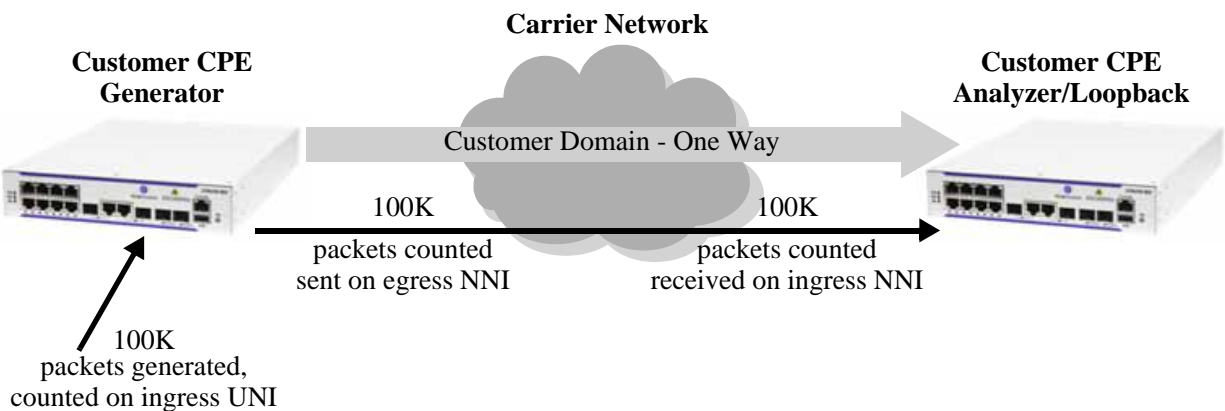 Carrier Network
Customer CPE
Generator
Customer CPE
Analyzer/Loopback
Customer Domain - One Way
100K
packets counted
sent on egress NNI
100K
packets counted
received on ingress NNI
100K
packets generated,
counted on ingress UNI